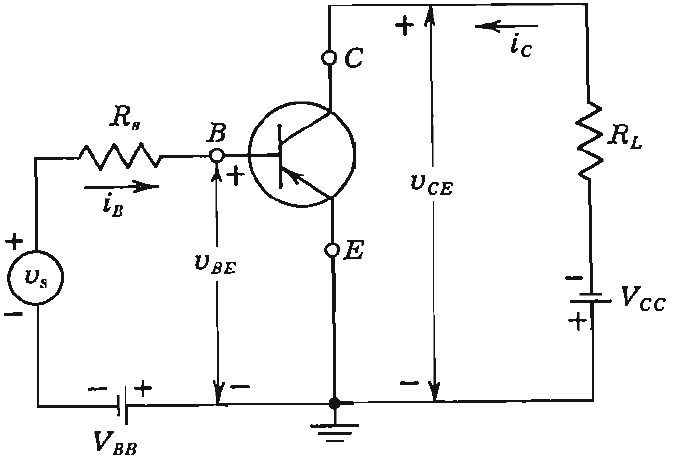 + i_C
C
R_s B R_L
+
i_B v_CE
E
+ v_BE
v_s -
- V_CC
+
- + - -
V_BB